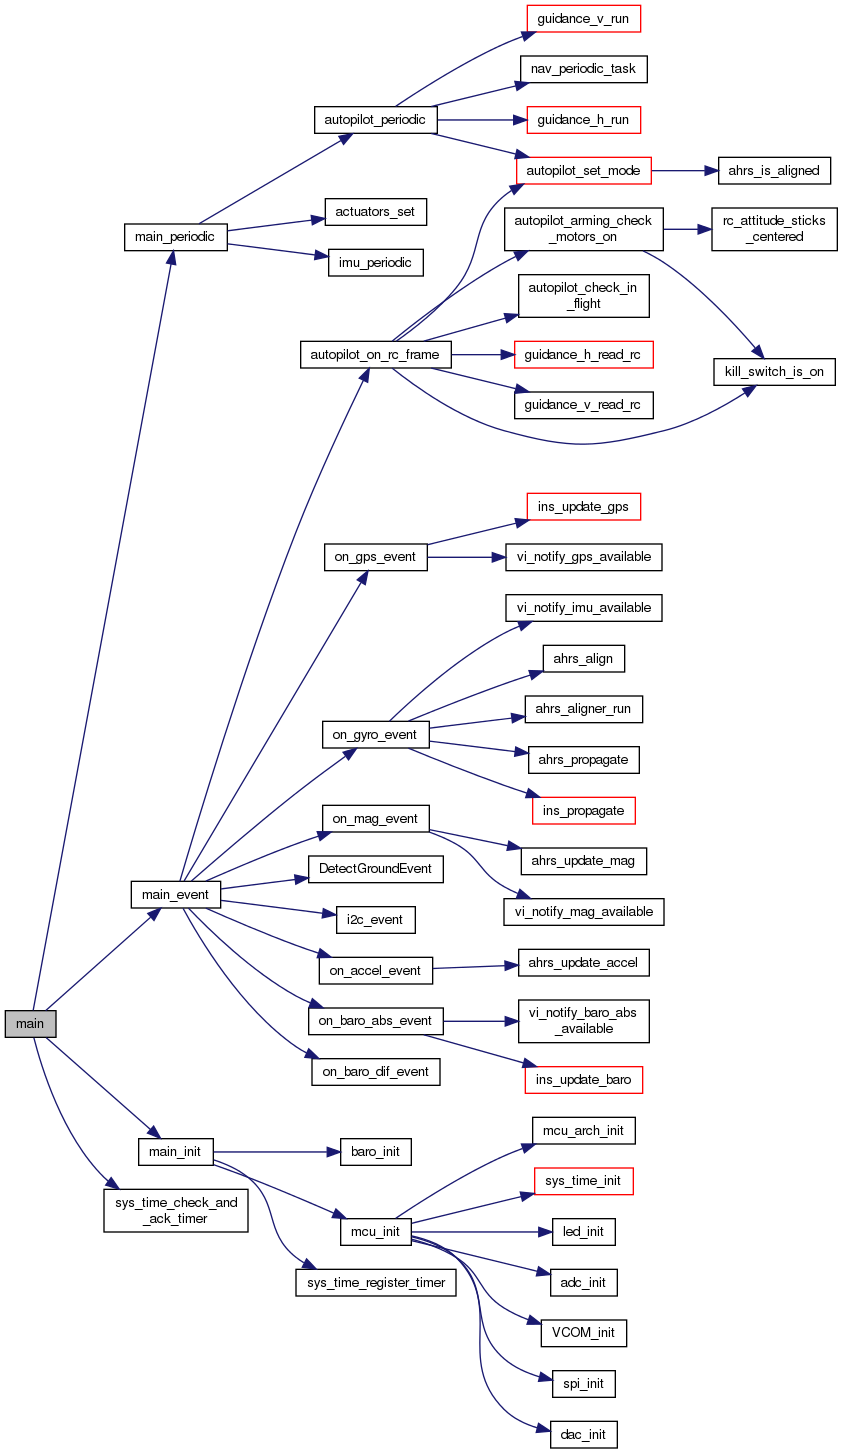 guidance_v_run
nav_periodic_task
autopilot_periodic
guidance_h_run
autopilot_set_mode
ahrs_is_aligned
actuators_set
autopilot_arming_check
_motors_on
rc_attitude_sticks
_centered
main_periodic
imu_periodic
autopilot_check_in
_flight
autopilot_on_rc_frame
guidance_h_read_rc
kill_switch_is_on
guidance_v_read_rc
ins_update_gps
on_gps_event
vi_notify_gps_available
vi_notify_imu_available
ahrs_align
ahrs_aligner_run
on_gyro_event
ahrs_propagate
ins_propagate
on_mag_event
ahrs_update_mag
DetectGroundEvent
main_event
vi_notify_mag_available
i2c_event
ahrs_update_accel
on_accel_event
main
on_baro_abs_event
vi_notify_baro_abs
_available
on_baro_dif_event
ins_update_baro
mcu_arch_init
main_init
baro_init
sys_time_init
sys_time_check_and
_ack_timer
mcu_init
led_init
sys_time_register_timer
adc_init
VCOM_init
spi_init
dac_init